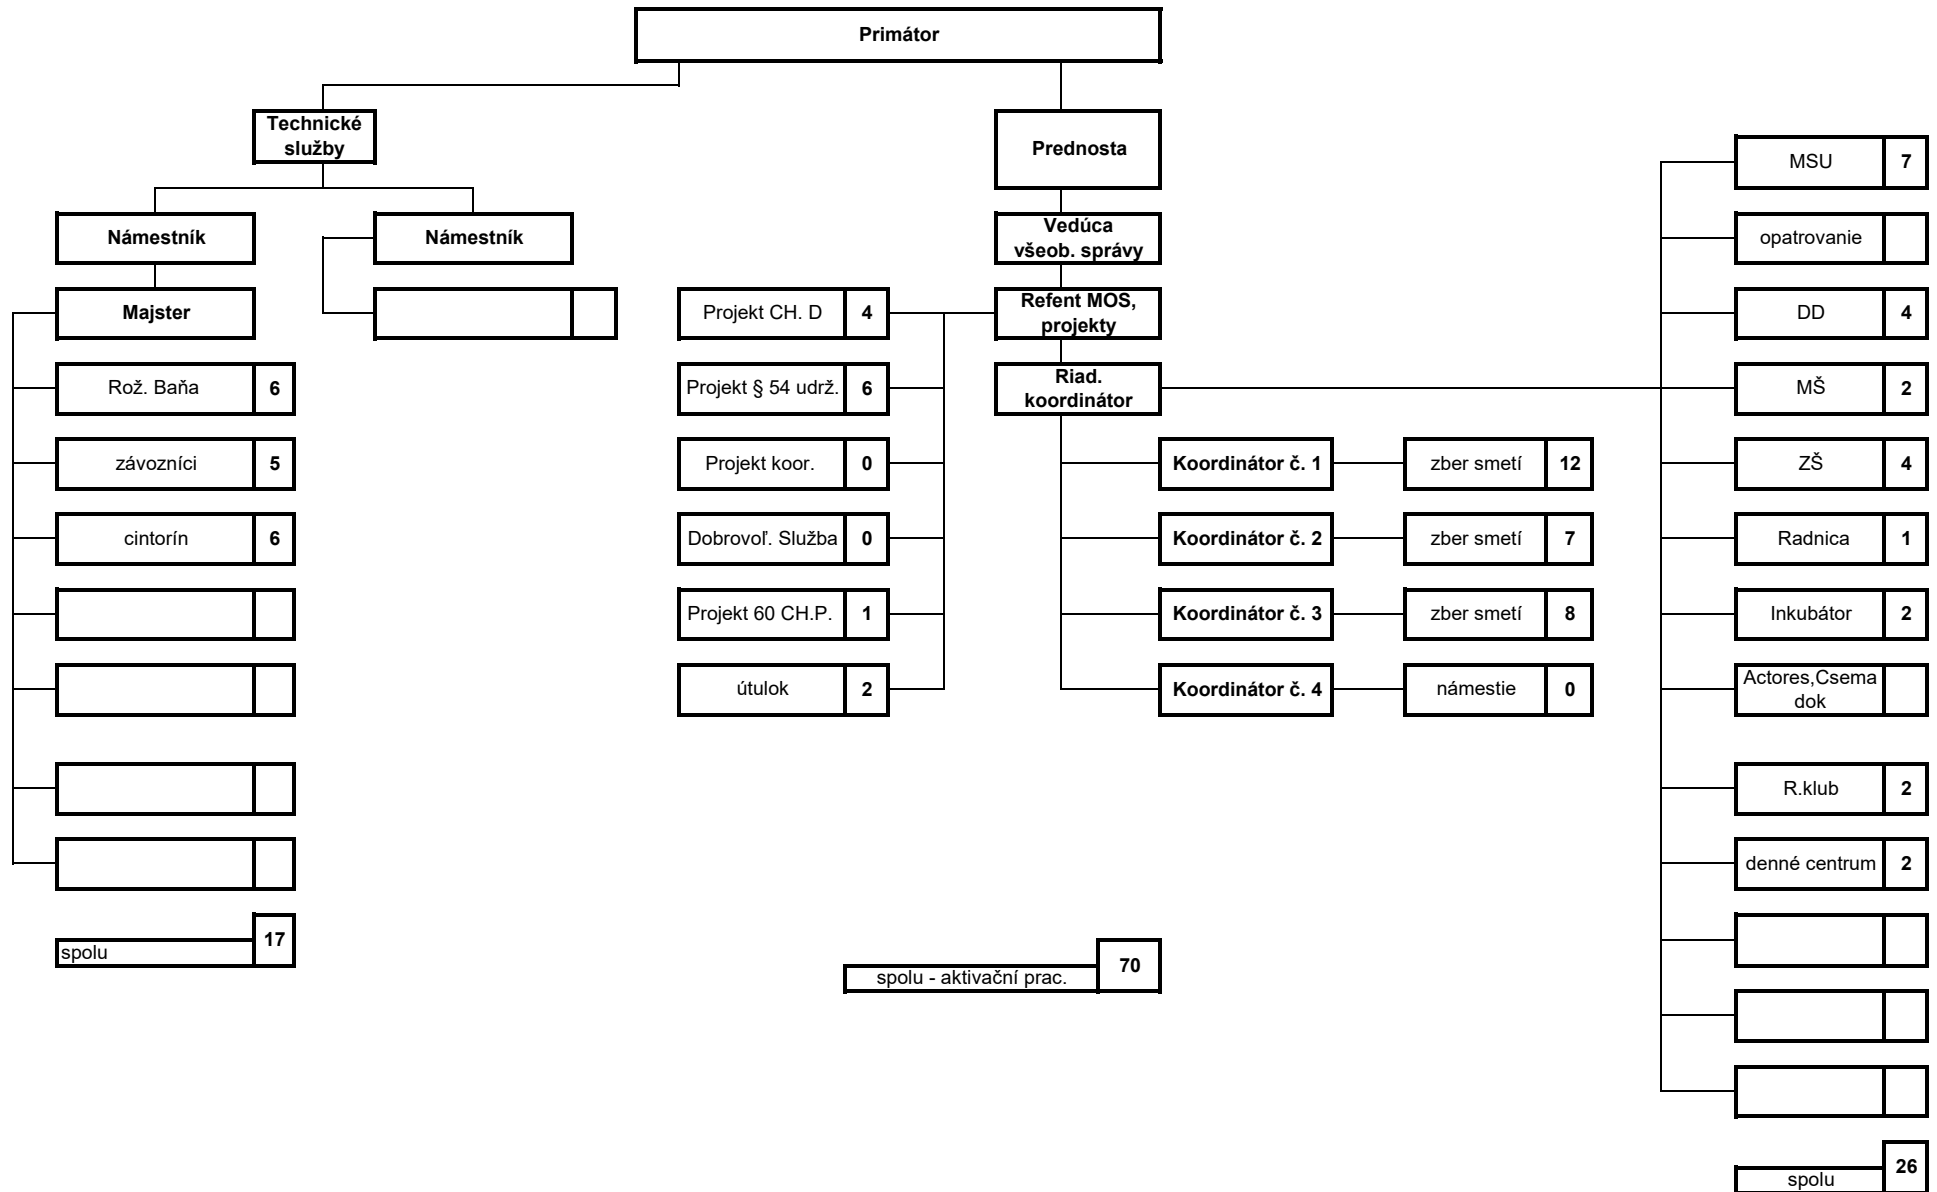 Primátor
Technické
služby
Prednosta
Námestník
Námestník
Vedúca
všeob. správy
Majster
Refent MOS,
projekty
Riad.
koordinátor
Rož. Baňa 6
závozníci 5
cintorín 6
spolu 17
Projekt CH. D 4
Projekt § 54 udrž. 6
Projekt koor. 0
Dobrovoľ. Služba 0
Projekt 60 CH.P. 1
útulok 2
Koordinátor č. 1 zber smetí 12
Koordinátor č. 2 zber smetí 7
Koordinátor č. 3 zber smetí 8
Koordinátor č. 4 námestie 0
spolu - aktivační prac. 70
MSU 7
opatrovanie
DD 4
MŠ 2
ZŠ 4
Radnica 1
Inkubátor 2
Actores,Csema
dok
R.klub 2
denné centrum 2
spolu 26